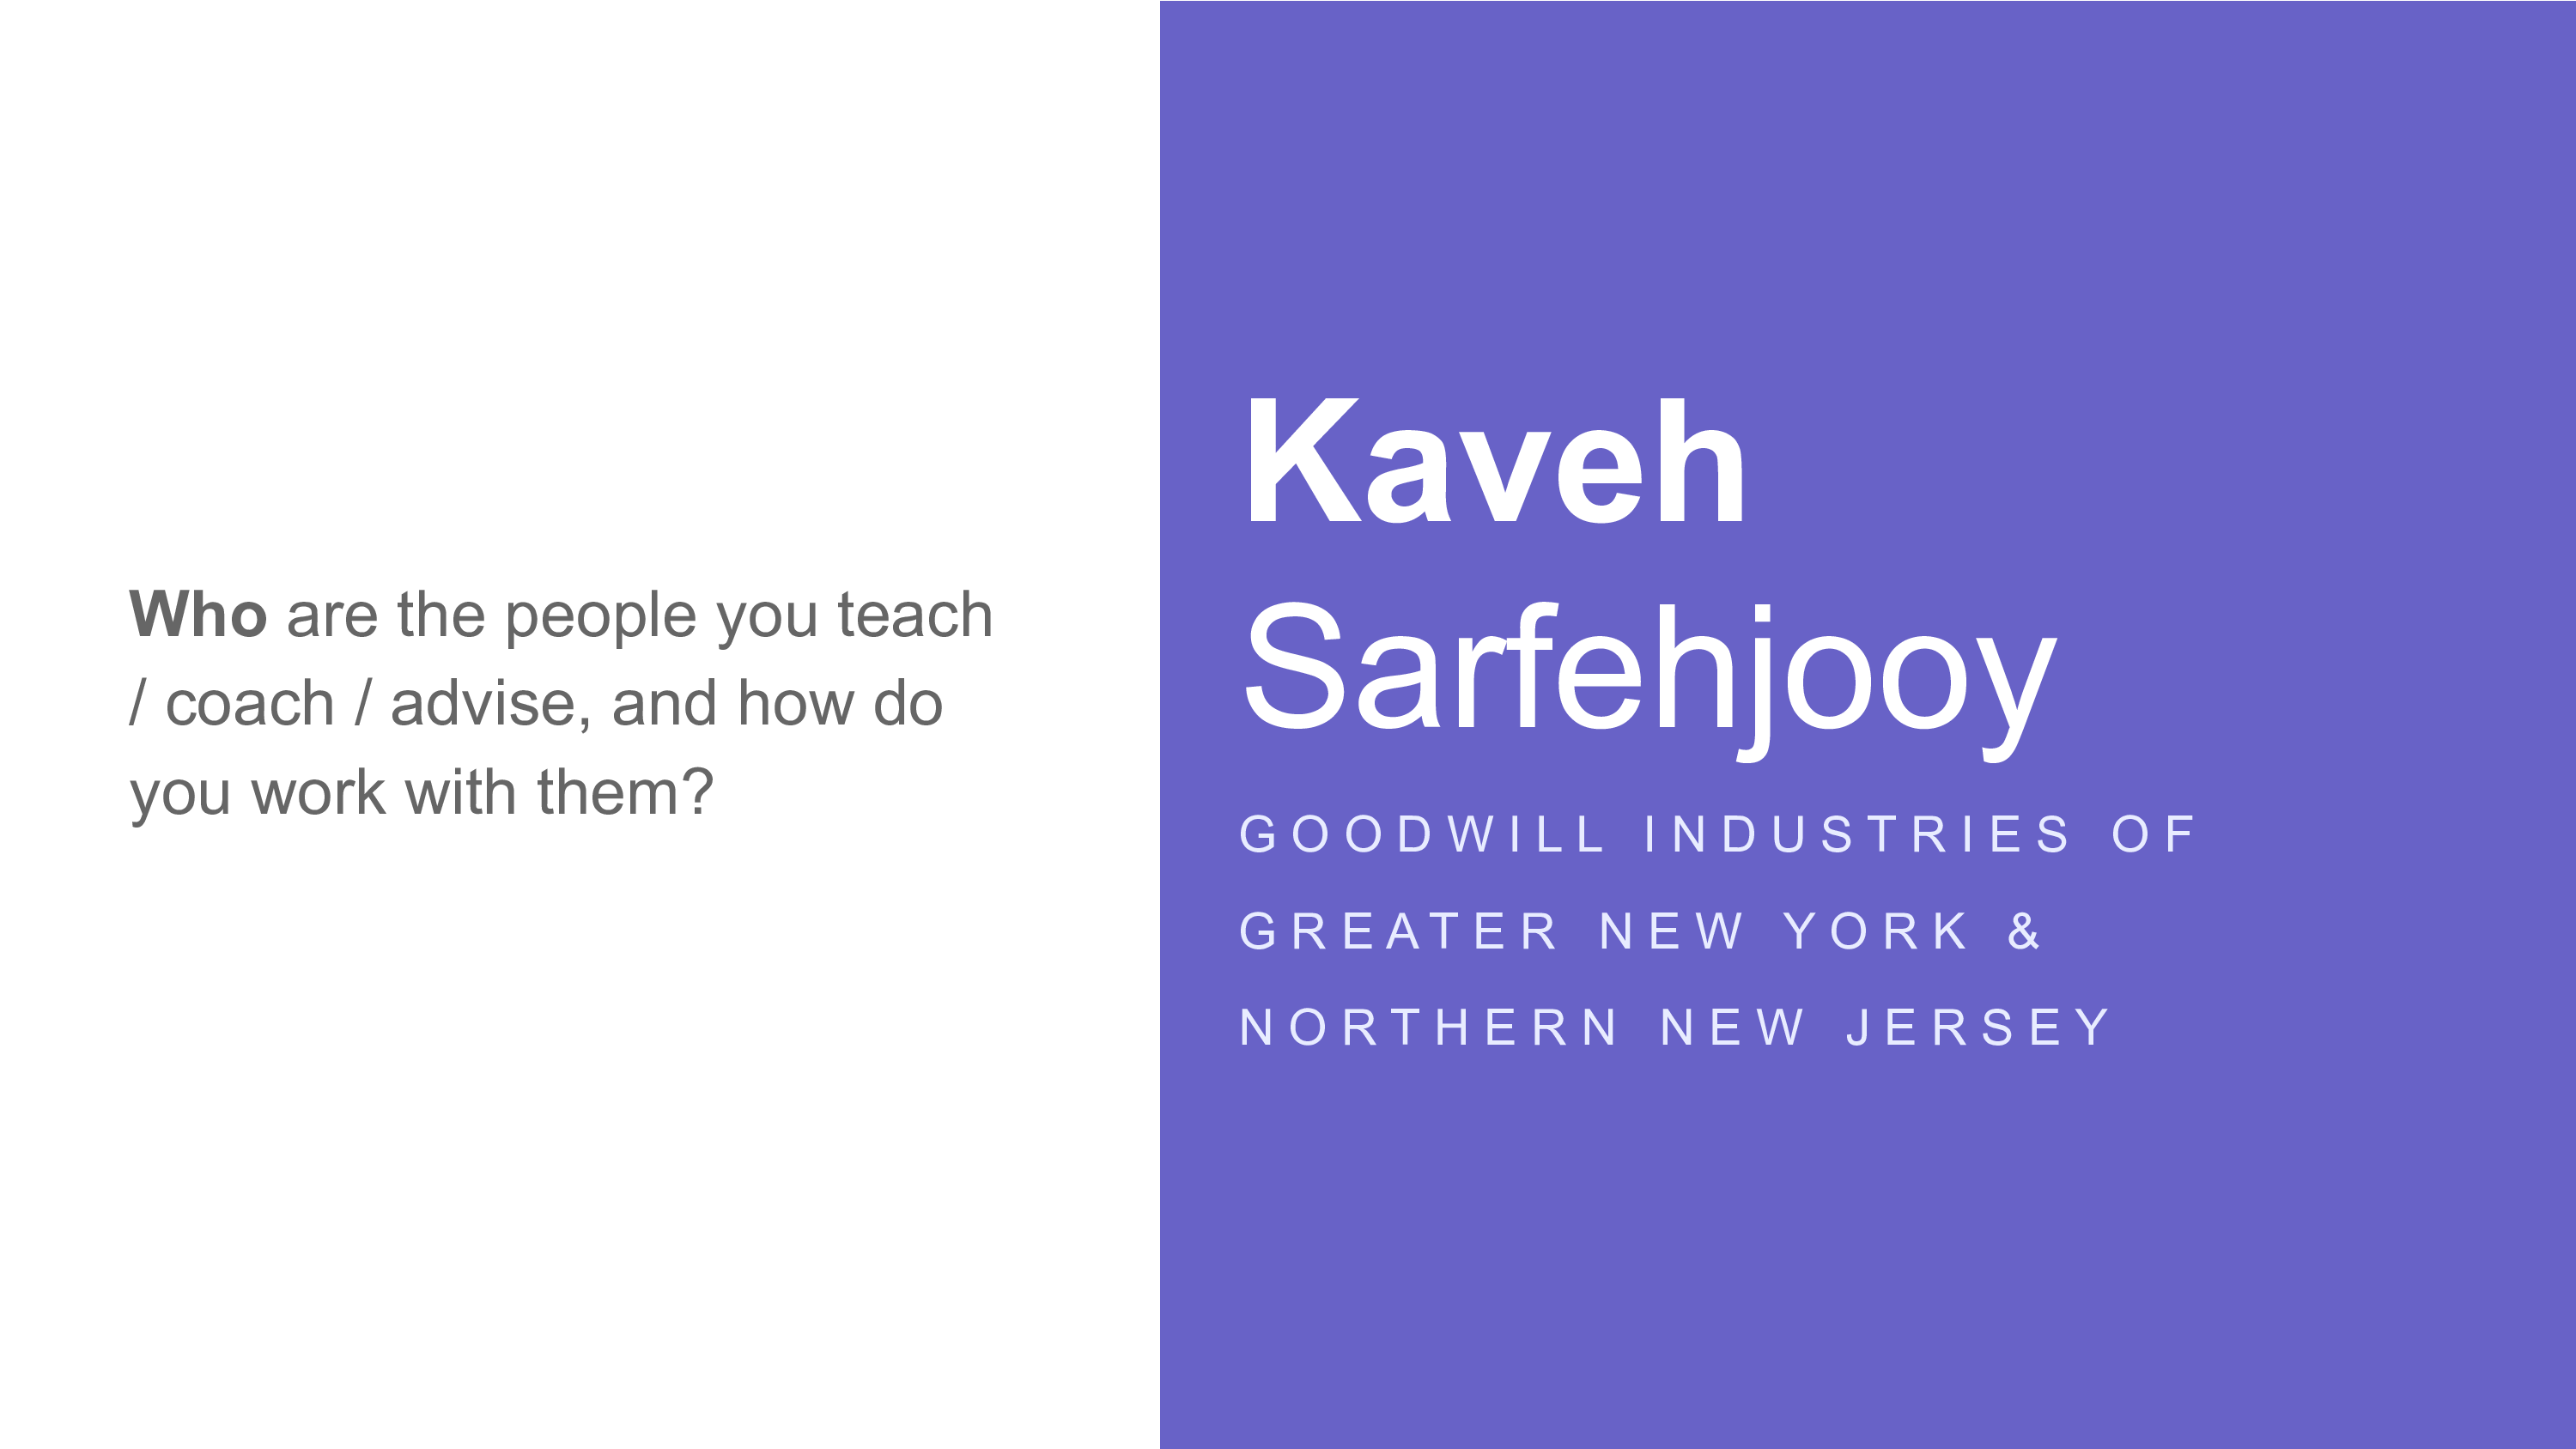 Who are the people you teach
/ coach / advise, and how do
you work with them?
Kaveh
Sarfehjooy
GOODWILL INDUSTRIES OF
GREATER NEW YORK &
NORTHERN NEW JERSEY